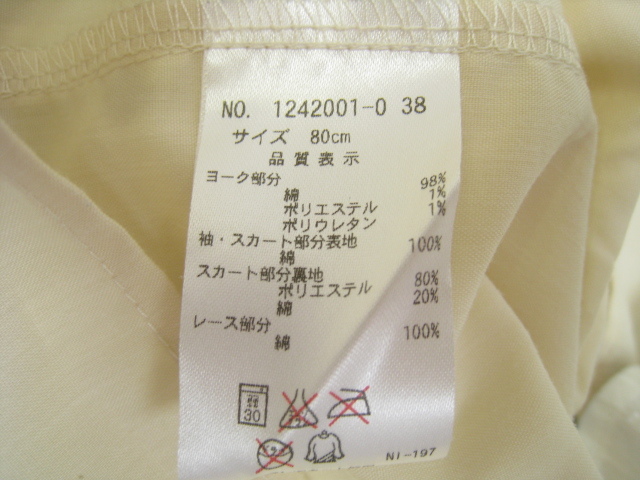 NO. 1242001-0 38
サイズ 80cm
品質表示
ヨーク部分
綿 98%
ポリエステル 1%
ポリウレタン 1%
袖・スカート部分表地
綿 100%
スカート部分裏地
ポリエステル 80%
綿 20%
レース部分
綿 100%
30
NI-197